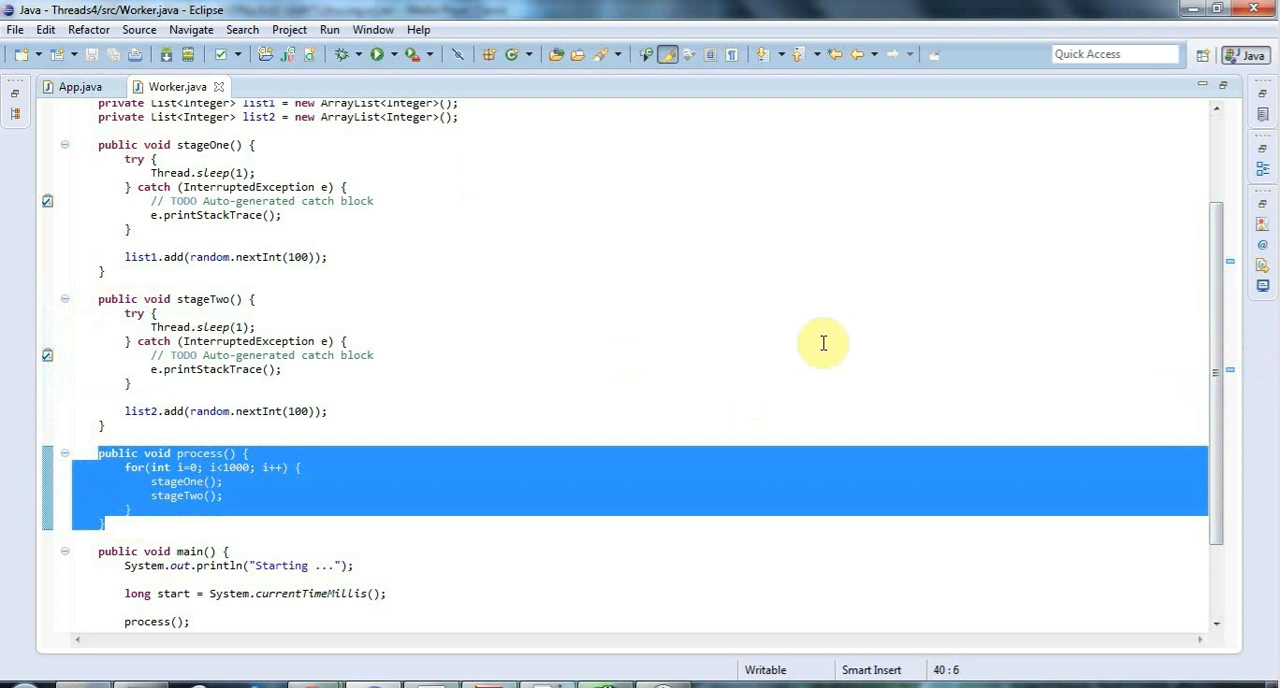 Java - Threads4/src/Worker.java - Eclipse
File Edit Refactor Source Navigate Search Project Run Window Help
Quick Access
Java
App.java
Worker.java
private List<Integer> list1 = new ArrayList<Integer>();
private List<Integer> list2 = new ArrayList<Integer>();
public void stageOne() {
try {
Thread.sleep(1);
} catch (InterruptedException e) {
// TODO Auto-generated catch block
e.printStackTrace();
}
list1.add(random.nextInt(100));
}
public void stageTwo() {
try {
Thread.sleep(1);
} catch (InterruptedException e) {
// TODO Auto-generated catch block
e.printStackTrace();
}
list2.add(random.nextInt(100));
}
public void process() {
for(int i=0; i<1000; i++) {
stageOne();
stageTwo();
}
}
public void main() {
System.out.println("Starting ...");
long start = System.currentTimeMillis();
process();
Writable
Smart Insert
40 : 6